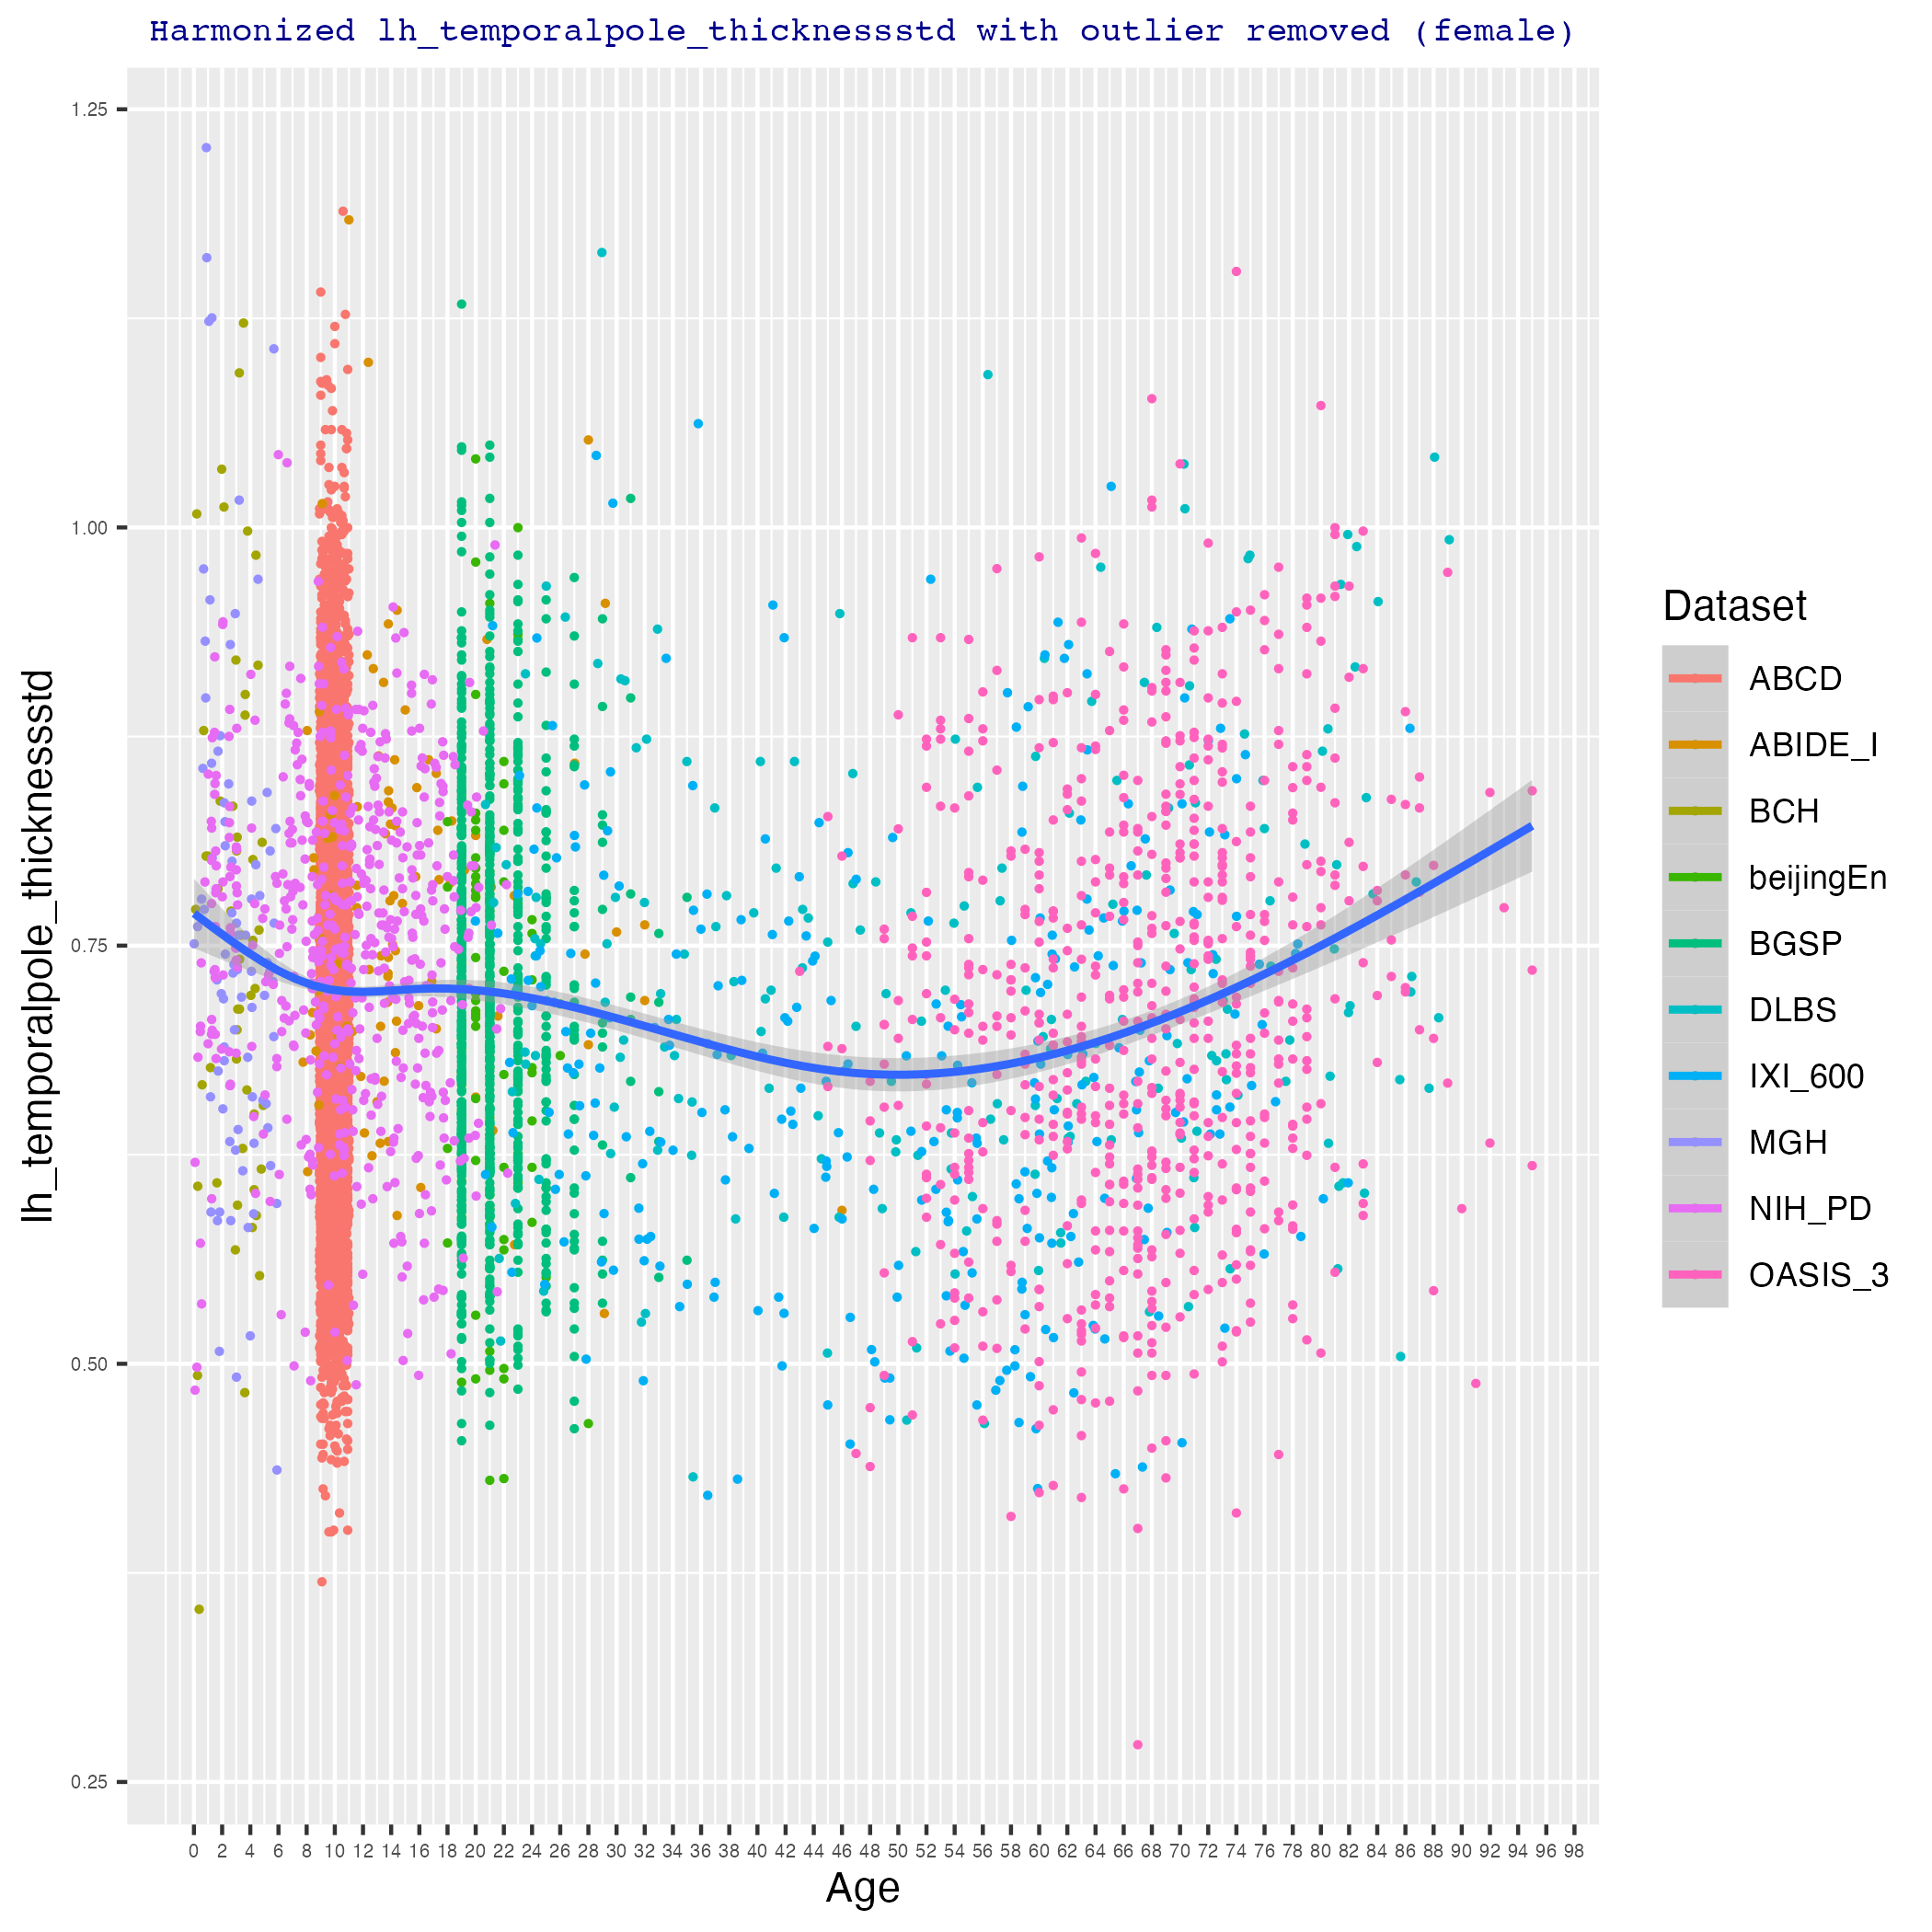 Harmonized lh_temporalpole_thicknessstd with outlier removed (female)
lh_temporalpole_thicknessstd
1.25
1.00
0.75
0.50
0.25
0 2 4 6 8 10 12 14 16 18 20 22 24 26 28 30 32 34 36 38 40 42 44 46 48 50 52 54 56 58 60 62 64 66 68 70 72 74 76 78 80 82 84 86 88 90 92 94 96 98
Age
Dataset
ABCD
ABIDE_I
BCH
beijingEn
BGSP
DLBS
IXI_600
MGH
NIH_PD
OASIS_3